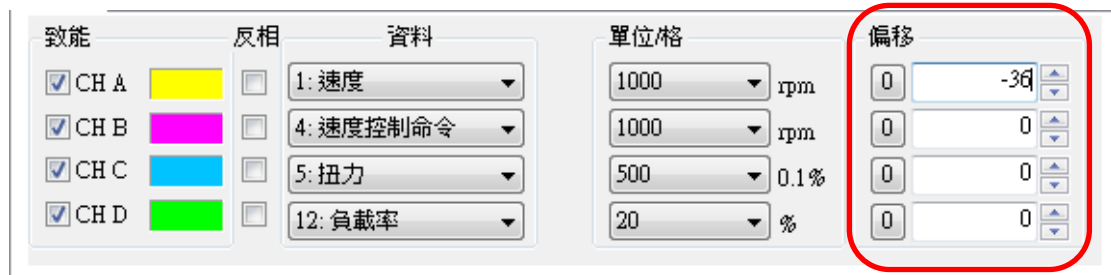 致能 反相 資料 單位/格 偏移
CH A 1: 速度 1000 rpm 0 -36
CH B 4: 速度控制命令 1000 rpm 0 0
CH C 5: 扭力 500 0.1% 0 0
CH D 12: 負載率 20 % 0 0